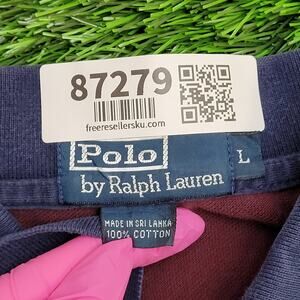 87279
freeresellersku.com
Polo
by Ralph Lauren
L
MADE IN SRI LANKA
100% COTTON